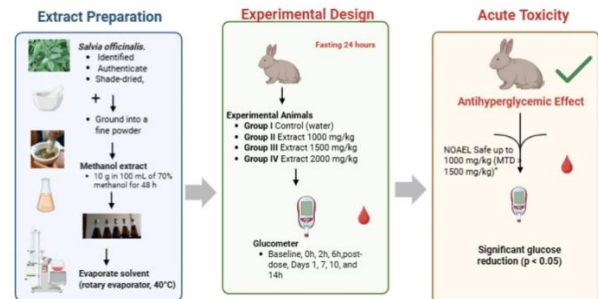 Extract Preparation
Salvia officinalis.
• Identified
• Authenticate
• Shade-dried,
+
• Ground into a
fine powder
Methanol extract
• 10 g in 100 mL of 70%
methanol for 48 h
Evaporate solvent
(rotary evaporator, 40°C)
Experimental Design
Fasting 24 hours
Experimental Animals
• Group I Control (water)
• Group II Extract 1000 mg/kg
• Group III Extract 1500 mg/kg
• Group IV Extract 2000 mg/kg
Glucometer
• Baseline, 0h, 2h, 6h,post-
dose, Days 1, 7, 10, and
14h
Acute Toxicity
Antihyperglycemic Effect
NOAEL Safe up to
1000 mg/kg (MTD >
1500 mg/kg)"
Significant glucose
reduction (p < 0.05)